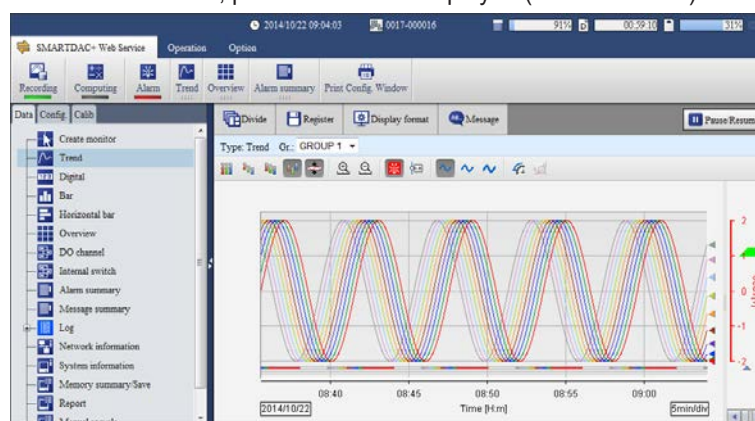 2014/10/22 09:04:03 0017-000016 91% 00:59:10 31%
SMARTDAC+ Web Service Operation Option
Recording Computing Alarm Trend Overview Alarm summary Print Config. Window
Data Config. Calib
Divide Register Display format Message Pause/Resum
Create monitor
Trend
Digital
Bar
Horizontal bar
Overview
DO channel
Internal switch
Alarm summary
Message summary
Log
Network information
System information
Memory summary/Save
Report
Type: Trend Gr.: GROUP 1
2
1
0
-1
-2
08:40 08:45 08:50 08:55 09:00
2014/10/22 Time [H:m] 5min/div